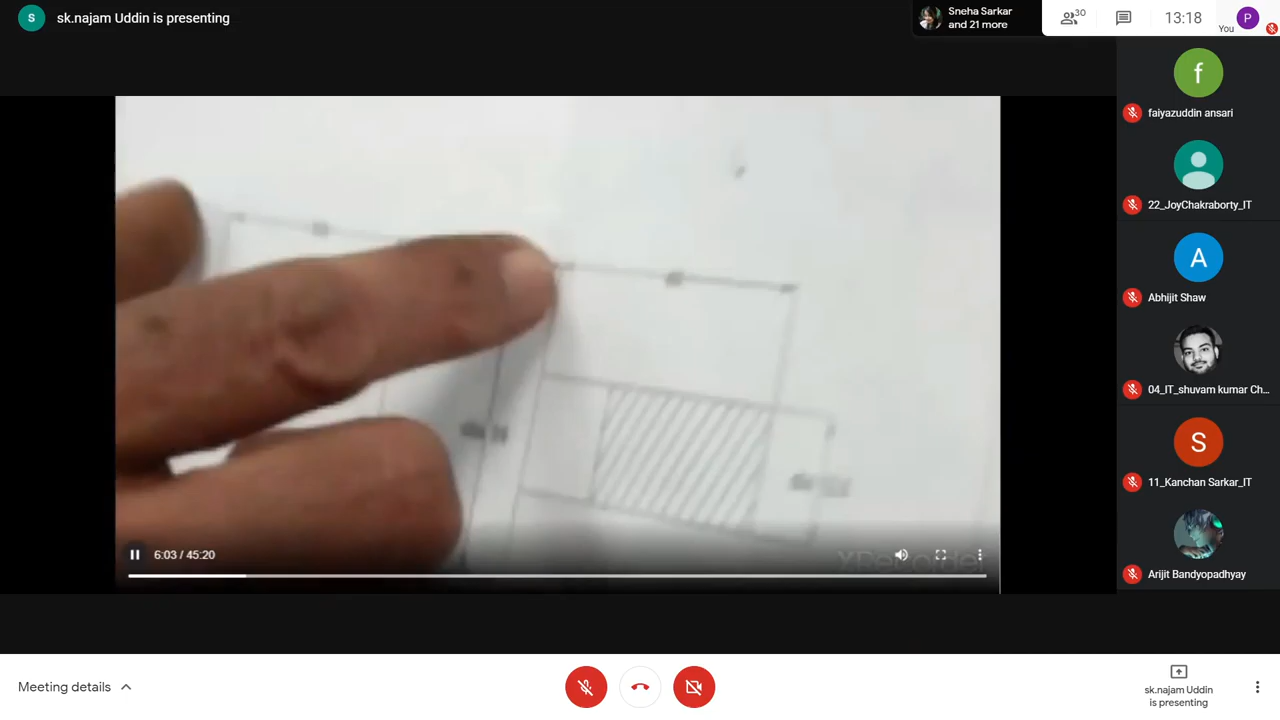 S
sk.najam Uddin is presenting
Sneha Sarkar
and 21 more
30
13:18
You
P
f
faiyazuddin ansari
22_JoyChakraborty_IT
A
Abhijit Shaw
04_IT_shuvam kumar Ch...
S
11_Kanchan Sarkar_IT
Arijit Bandyopadhyay
6:03 / 45:20
XRecorder
Meeting details
sk.najam Uddin
is presenting